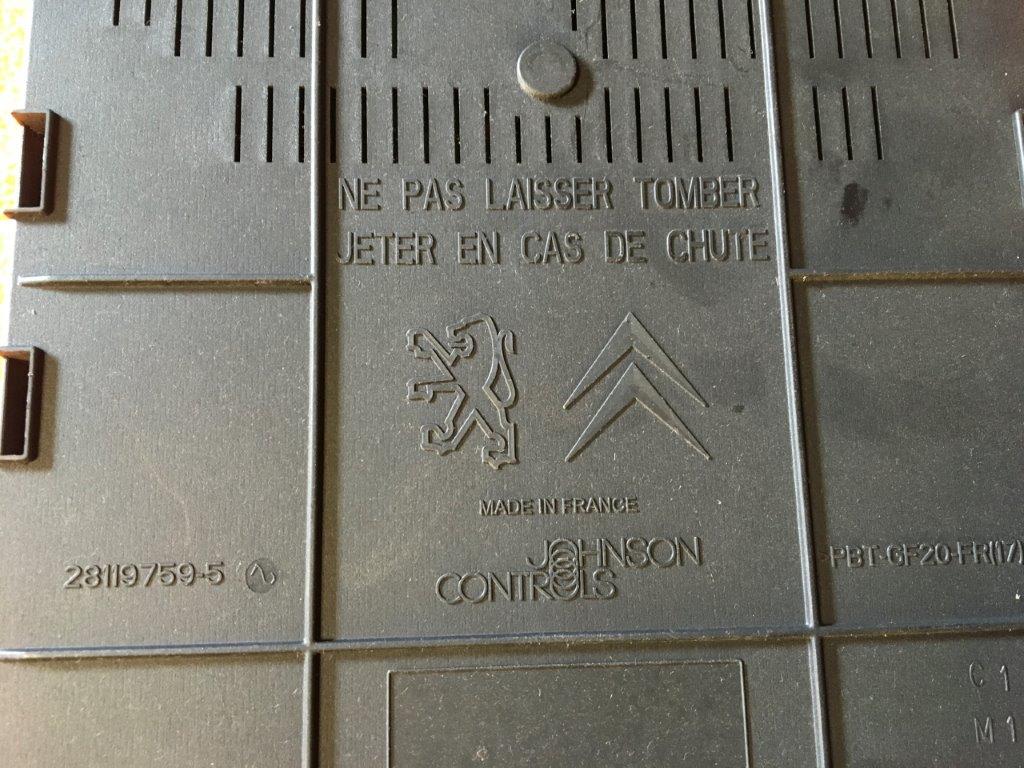 NE PAS LAISSER TOMBER
JETER EN CAS DE CHUTE
MADE IN FRANCE
JOHNSON
CONTROLS
28119759-5
PBT-GF20-FR(17)
C 1
M 1